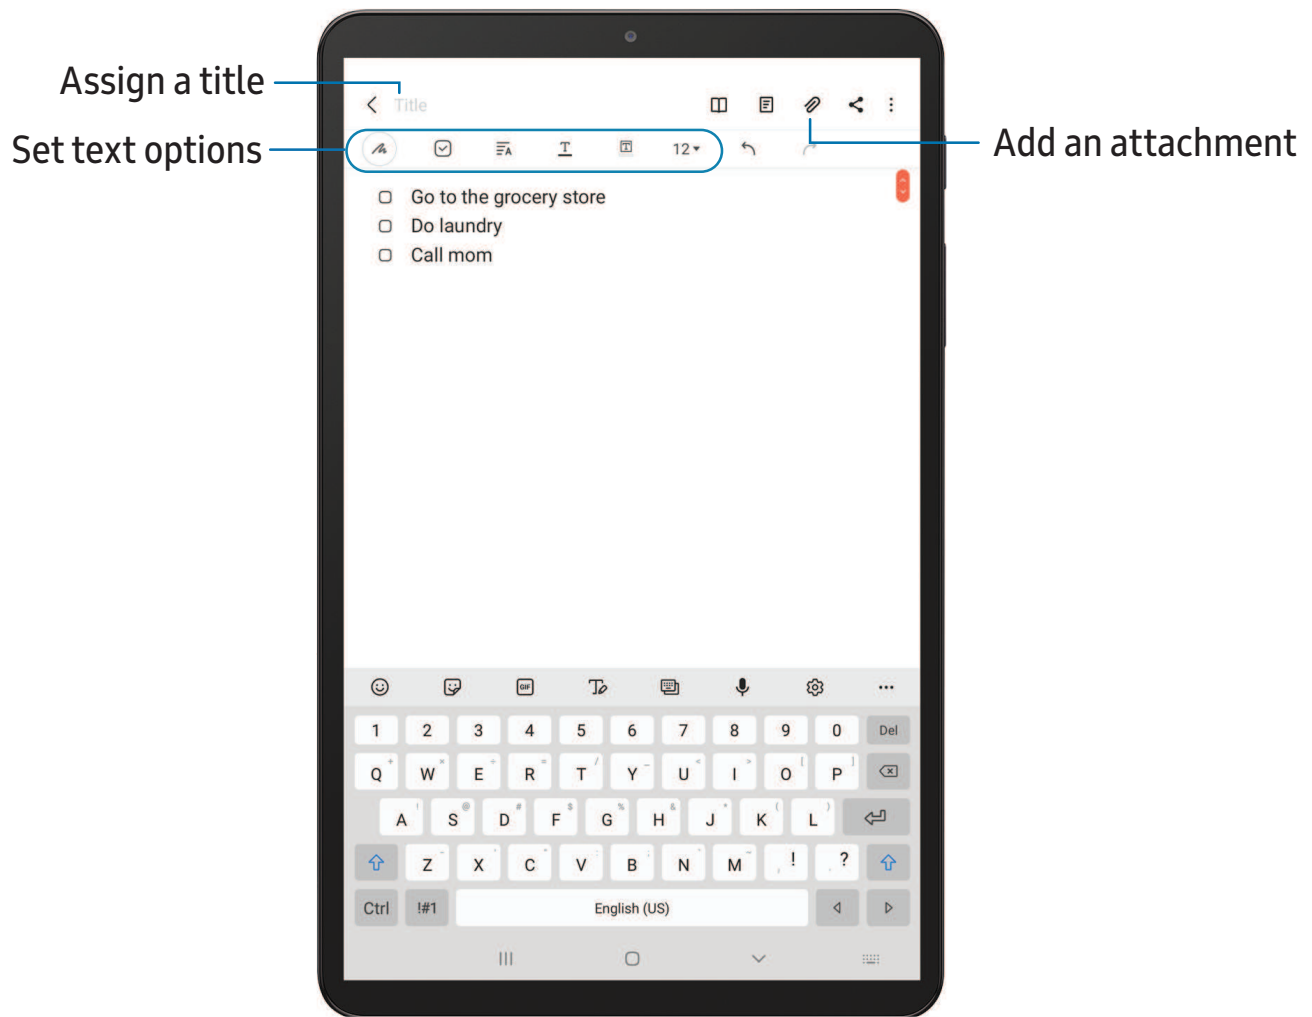 Assign a title
Title
Set text options
12
Add an attachment
Go to the grocery store
Do laundry
Call mom
GIF
1 2 3 4 5 6 7 8 9 0 Del
Q + W × E ÷ R = T / Y _ U < I > O [ P ]
A ! S @ D # F $ G % H & J * K ( L )
Z - X ' C " V : B ; N M , ! . ?
Ctrl !#1 English (US)